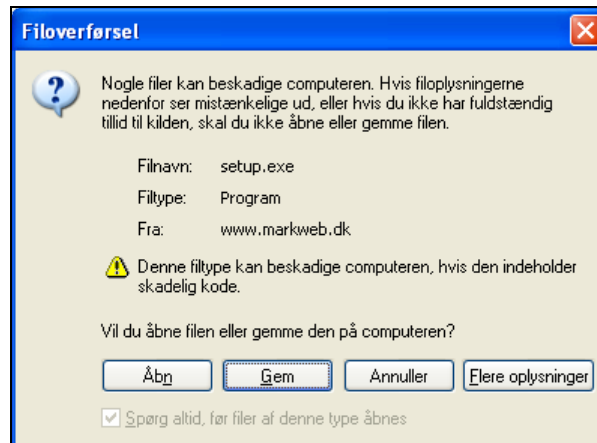 Filoverførsel
Nogle filer kan beskadige computeren. Hvis filoplysningerne
nedenfor ser mistænkelige ud, eller hvis du ikke har fuldstændig
tillid til kilden, skal du ikke åbne eller gemme filen.
Filnavn: setup.exe
Filtype: Program
Fra: www.markweb.dk
Denne filtype kan beskadige computeren, hvis den indeholder
skadelig kode.
Vil du åbne filen eller gemme den på computeren?
Åbn Gem Annuller Flere oplysninger
Spørg altid, før filer af denne type åbnes